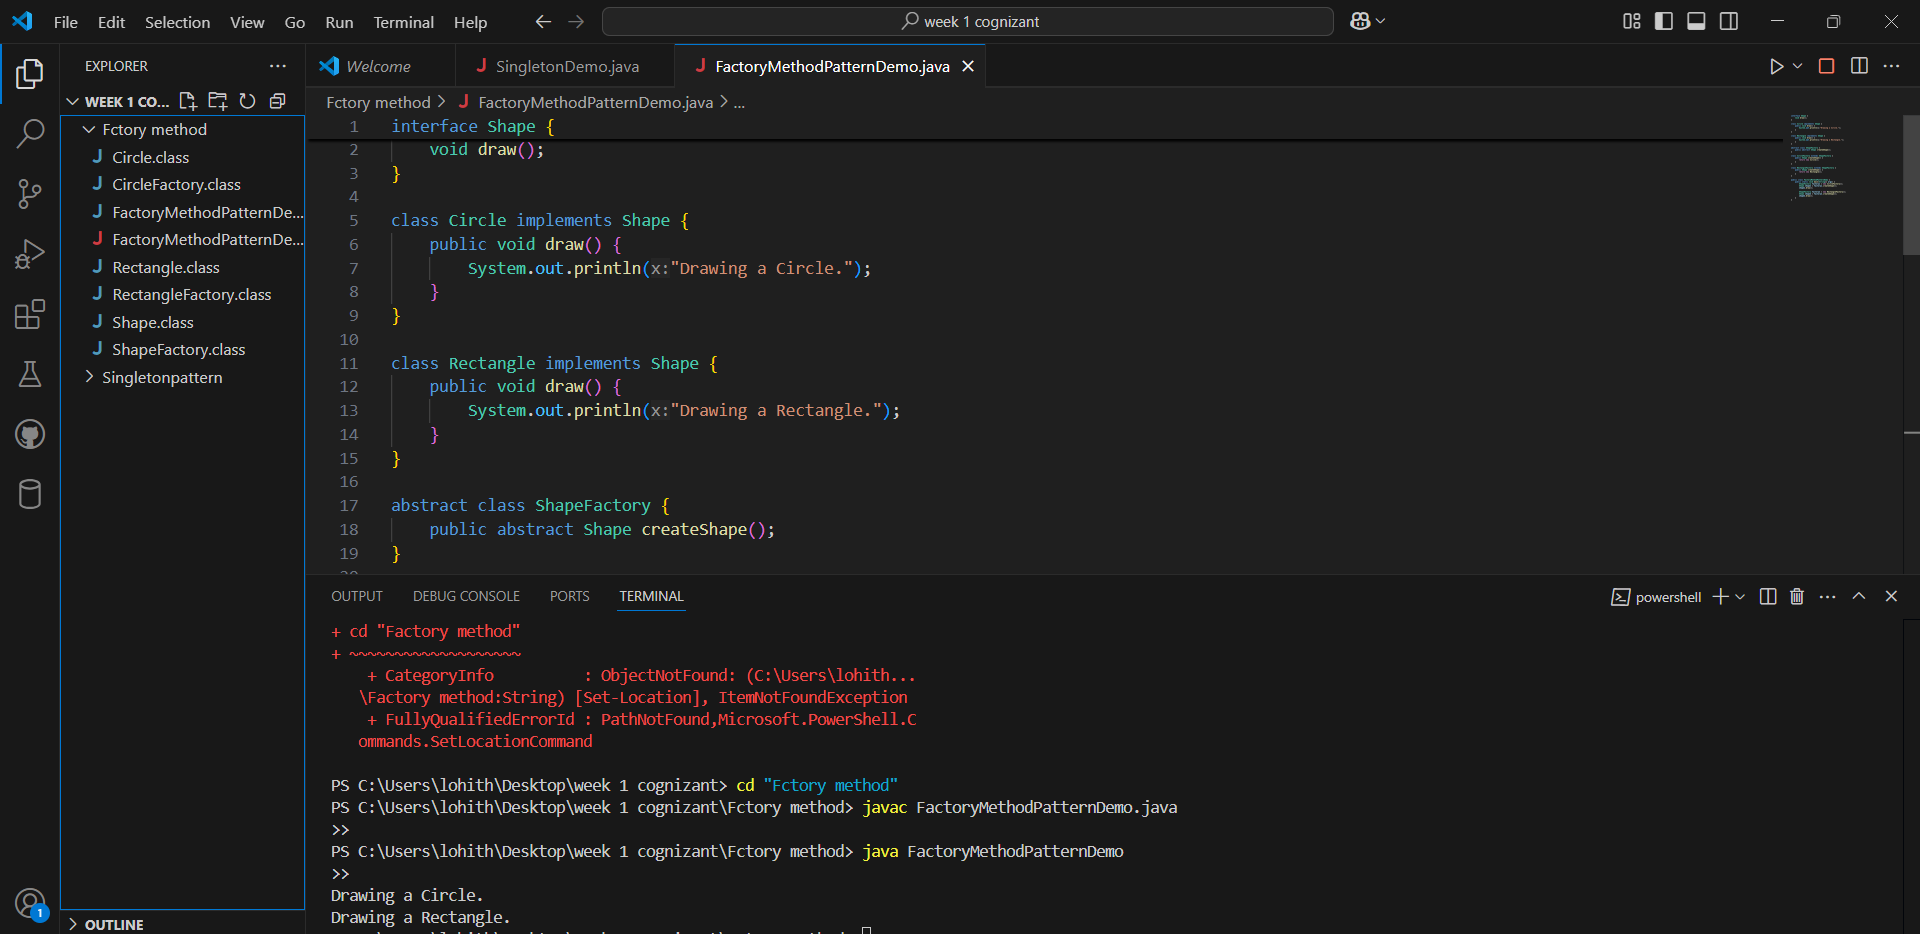 File Edit Selection View Go Run Terminal Help
week 1 cognizant
EXPLORER
WEEK 1 CO...
Fctory method
Circle.class
CircleFactory.class
FactoryMethodPatternDe...
FactoryMethodPatternDe...
Rectangle.class
RectangleFactory.class
Shape.class
ShapeFactory.class
Singletonpattern
OUTLINE
1
Welcome
SingletonDemo.java
FactoryMethodPatternDemo.java
Fctory method > FactoryMethodPatternDemo.java > ...
1 interface Shape {
2 void draw();
3 }
4
5 class Circle implements Shape {
6 public void draw() {
7 System.out.println(x:"Drawing a Circle.");
8 }
9 }
10
11 class Rectangle implements Shape {
12 public void draw() {
13 System.out.println(x:"Drawing a Rectangle.");
14 }
15 }
16
17 abstract class ShapeFactory {
18 public abstract Shape createShape();
19 }
OUTPUT DEBUG CONSOLE PORTS TERMINAL
powershell
+ cd "Factory method"
+ ~~~~~~~~~~~~~~~~~~~
+ CategoryInfo : ObjectNotFound: (C:\Users\lohith...
\Factory method:String) [Set-Location], ItemNotFoundException
+ FullyQualifiedErrorId : PathNotFound,Microsoft.PowerShell.C
ommands.SetLocationCommand
PS C:\Users\lohith\Desktop\week 1 cognizant> cd "Fctory method"
PS C:\Users\lohith\Desktop\week 1 cognizant\Fctory method> javac FactoryMethodPatternDemo.java
>>
PS C:\Users\lohith\Desktop\week 1 cognizant\Fctory method> java FactoryMethodPatternDemo
>>
Drawing a Circle.
Drawing a Rectangle.